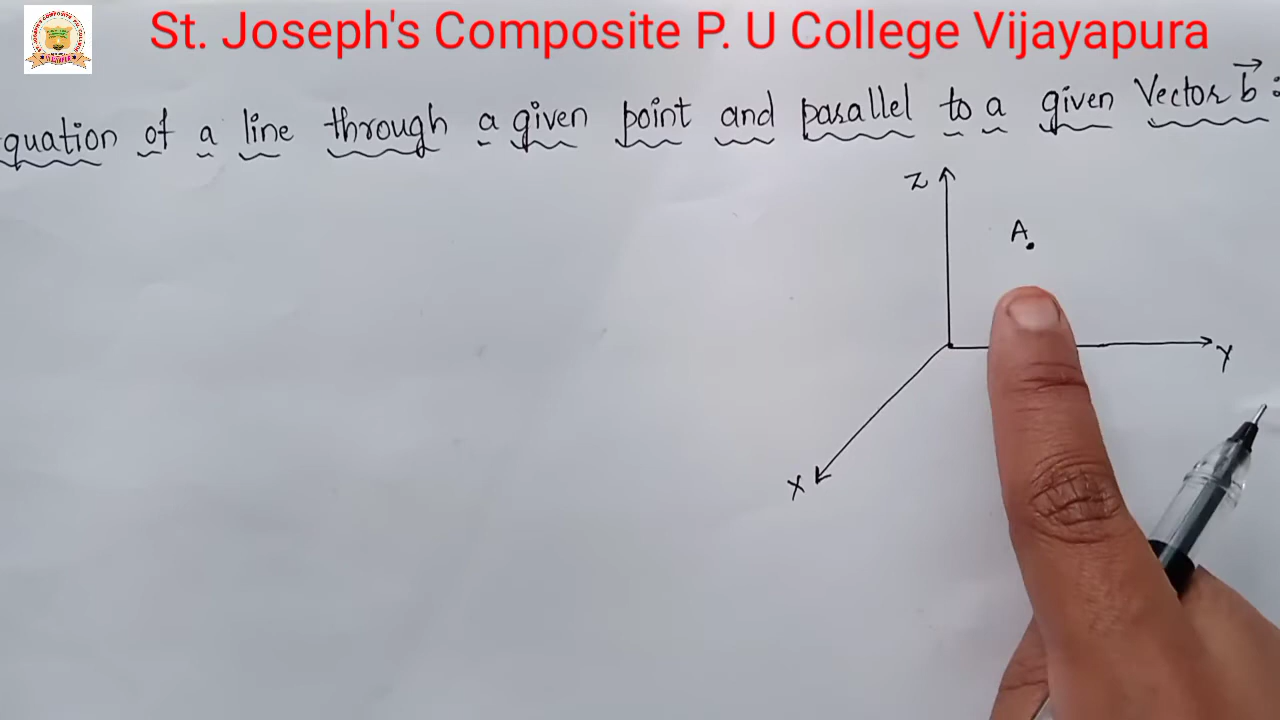 St. Joseph's Composite P. U College Vijayapura
quation of a line through a given point and parallel to a given Vector b⃗ :
Z
A.
Y
X